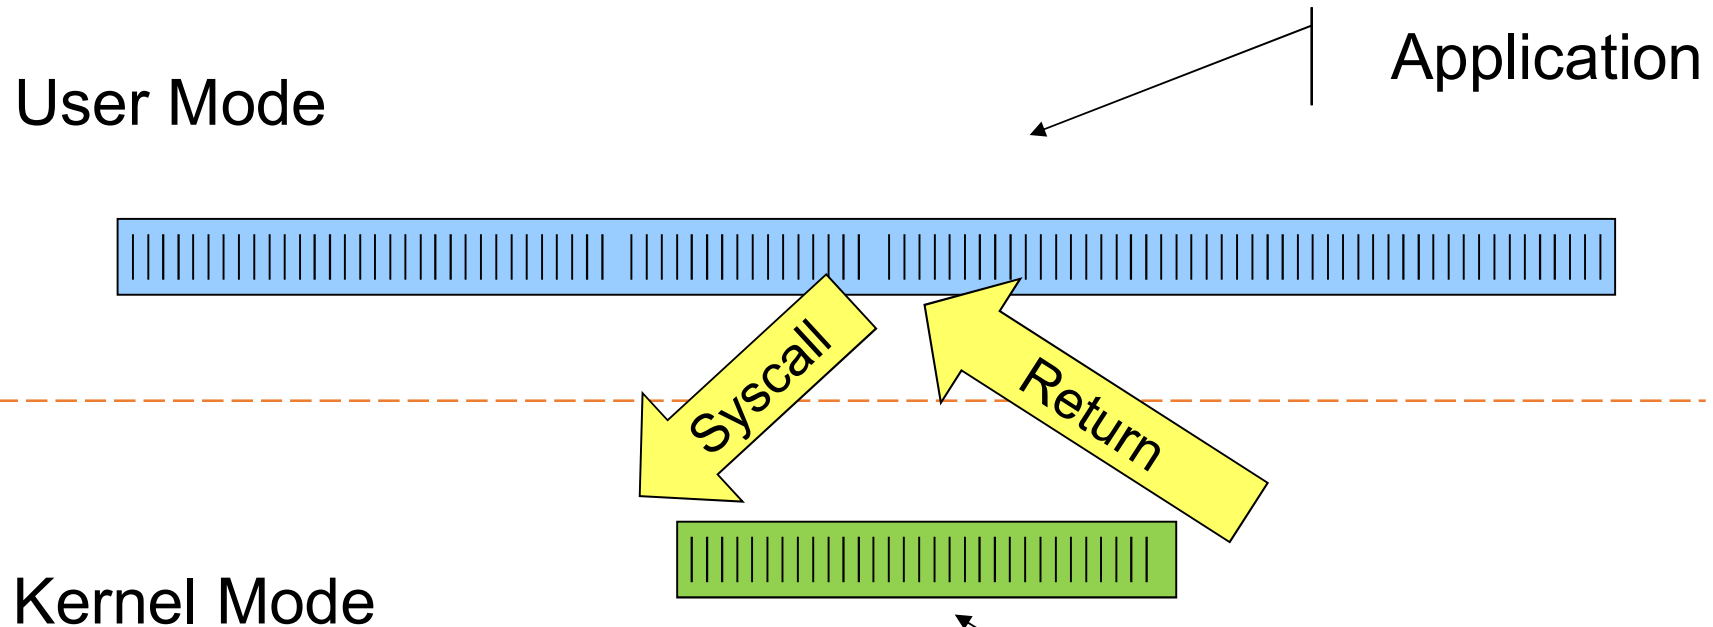 Application
User Mode
Syscall
Return
Kernel Mode